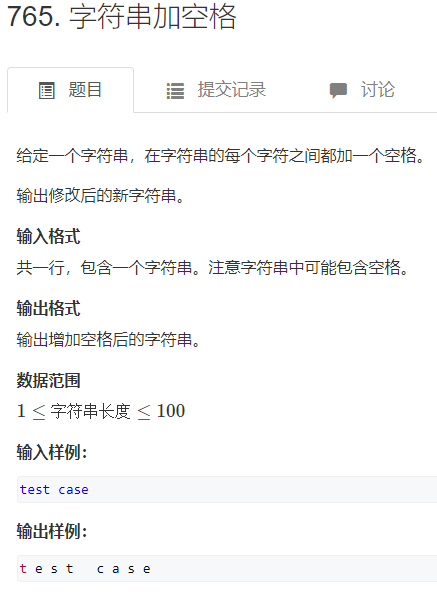 765. 字符串加空格
题目 提交记录 讨论
给定一个字符串，在字符串的每个字符之间都加一个空格。
输出修改后的新字符串。
输入格式
共一行，包含一个字符串。注意字符串中可能包含空格。
输出格式
输出增加空格后的字符串。
数据范围
1 ≤ 字符串长度 ≤ 100
输入样例：
test case
输出样例：
t e s t   c a s e